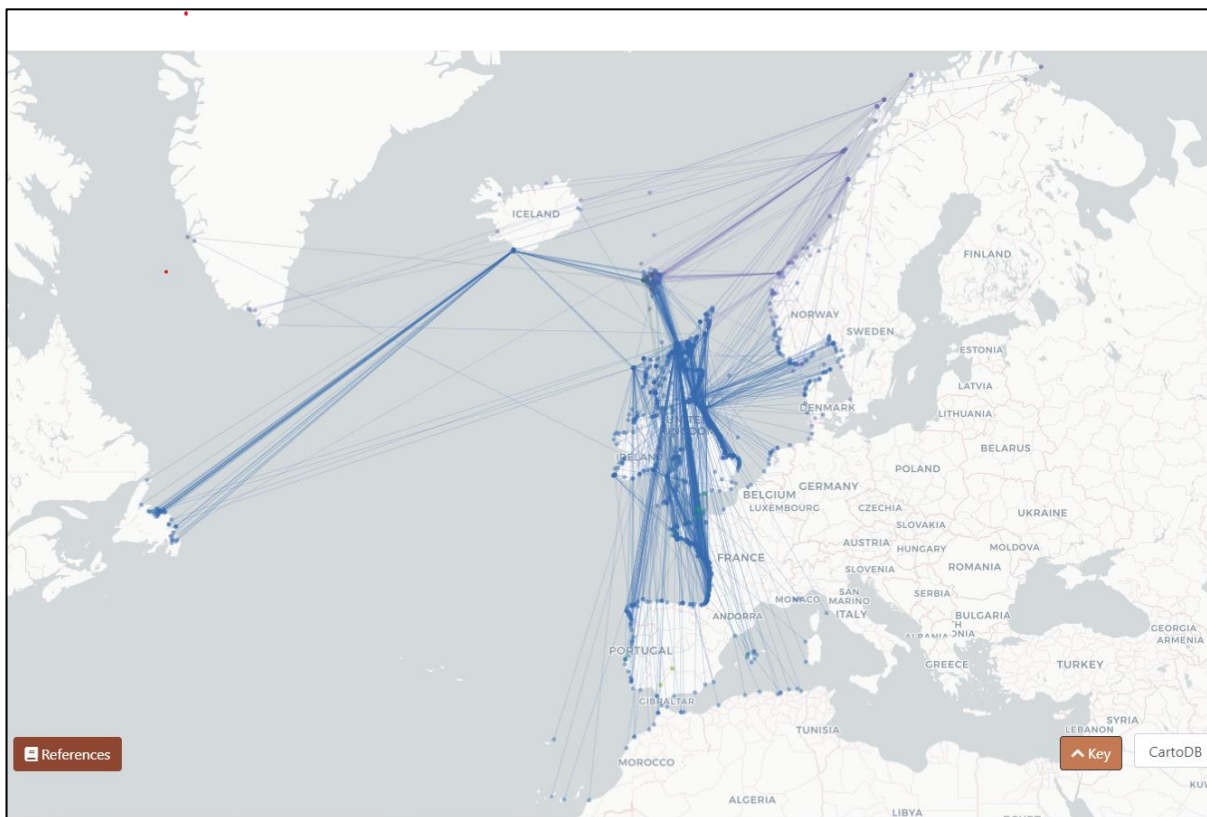 ICELAND
FINLAND
NORWAY
SWEDEN
ESTONIA
LATVIA
DENMARK
LITHUANIA
IRELAND
BELARUS
POLAND
GERMANY
BELGIUM
LUXEMBOURG
CZECHIA
UKRAINE
SLOVAKIA
AUSTRIA
HUNGARY
MOLDOVA
FRANCE
SLOVENIA
ROMANIA
SERBIA
MONACO
SAN
MARINO
ITALY
ANDORRA
BULGARIA
GEORGIA
ARMENIA
PORTUGAL
GREECE
TURKEY
GIBRALTAR
SYRIA
TUNISIA
LEBANON
References
Key
CartoDB
MOROCCO
ALGERIA
LIBYA